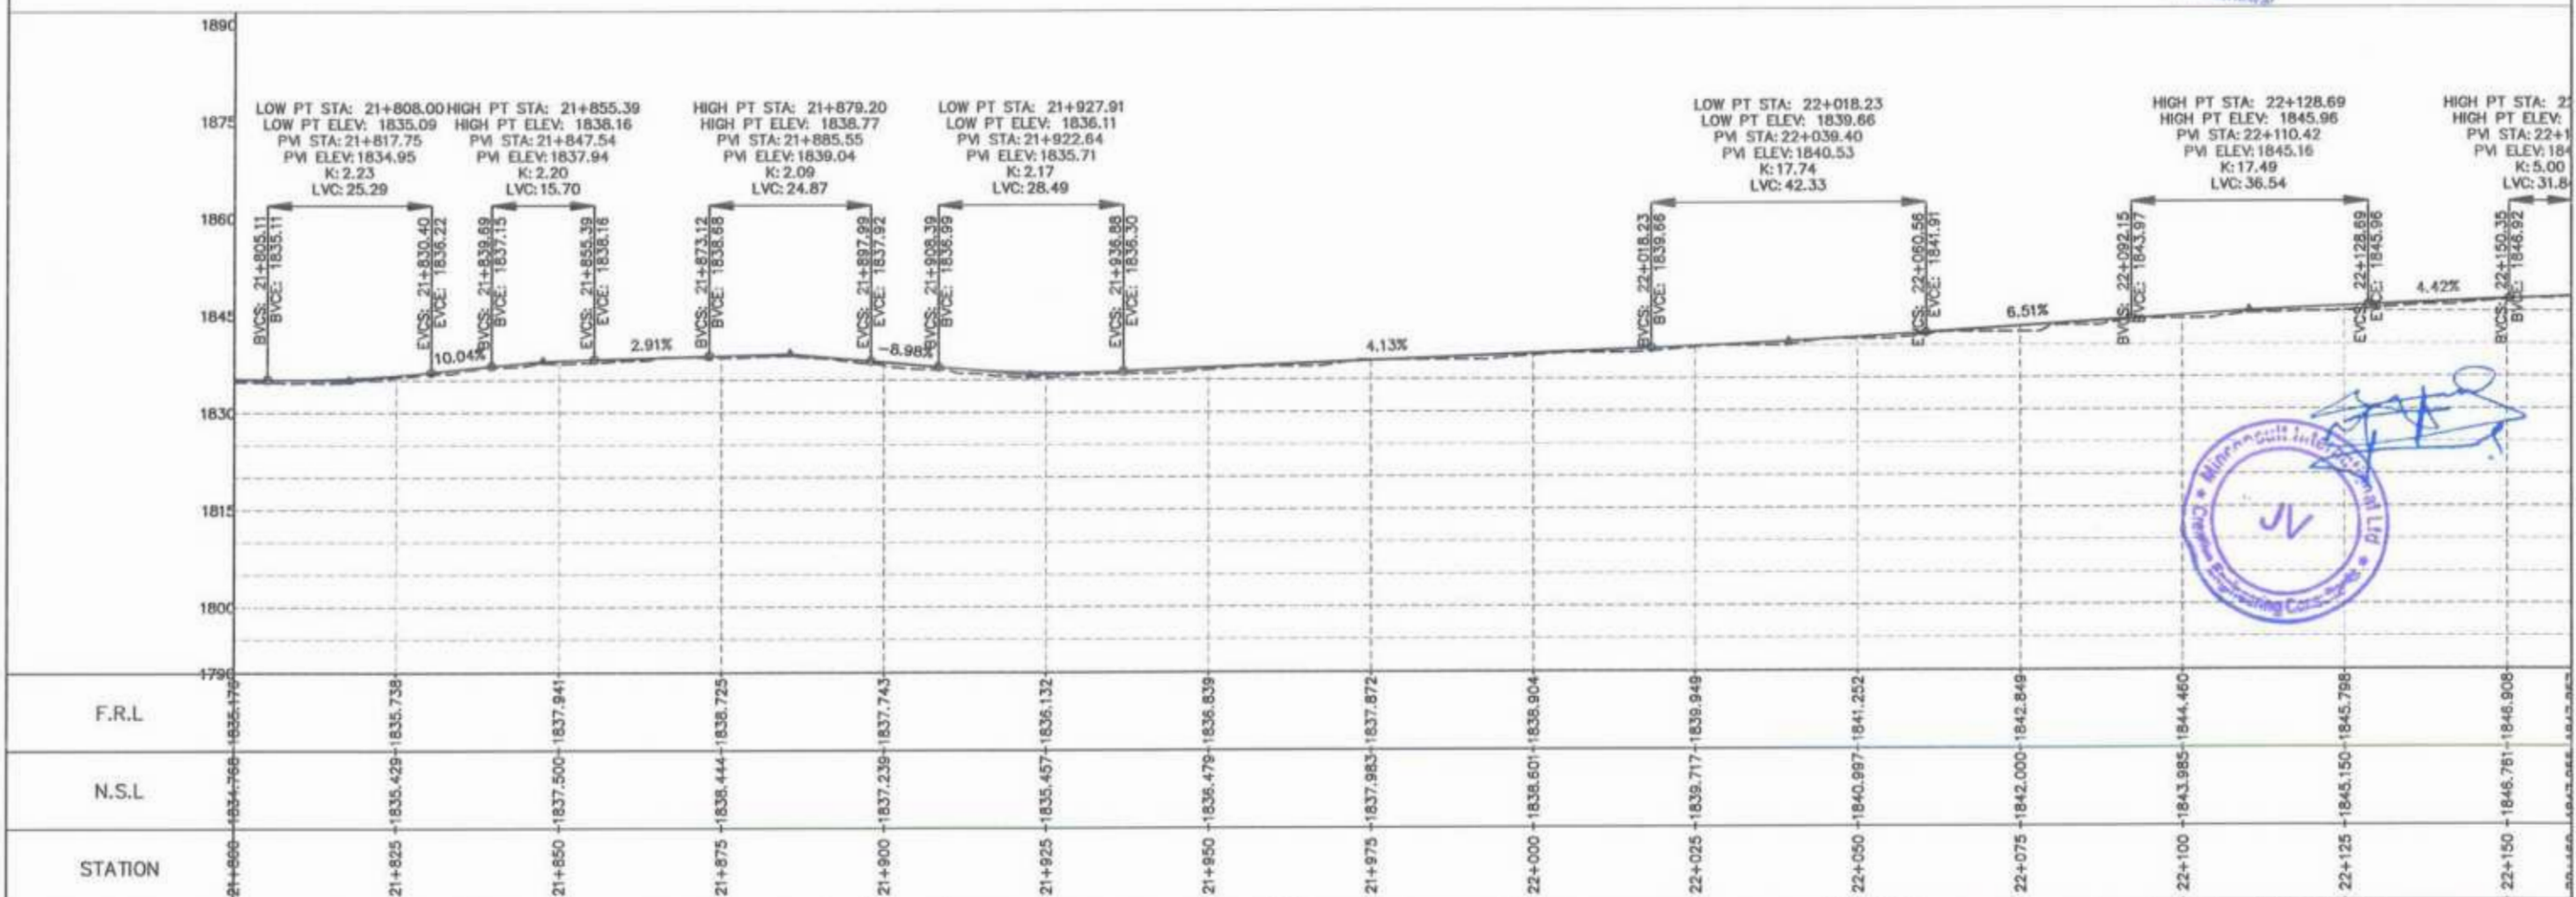 1890
1875
1860
1845
1830
1815
1800
1790
LOW PT STA: 21+808.00
LOW PT ELEV: 1835.09
PVI STA: 21+817.75
PVI ELEV: 1834.95
K: 2.23
LVC: 25.29
HIGH PT STA: 21+855.39
HIGH PT ELEV: 1838.16
PVI STA: 21+847.54
PVI ELEV: 1837.94
K: 2.20
LVC: 15.70
HIGH PT STA: 21+879.20
HIGH PT ELEV: 1838.77
PVI STA: 21+885.55
PVI ELEV: 1839.04
K: 2.09
LVC: 24.87
LOW PT STA: 21+927.91
LOW PT ELEV: 1836.11
PVI STA: 21+922.64
PVI ELEV: 1835.71
K: 2.17
LVC: 28.49
LOW PT STA: 22+018.23
LOW PT ELEV: 1839.66
PVI STA: 22+039.40
PVI ELEV: 1840.53
K: 17.74
LVC: 42.33
HIGH PT STA: 22+128.69
HIGH PT ELEV: 1845.96
PVI STA: 22+110.42
PVI ELEV: 1845.16
K: 17.49
LVC: 36.54
HIGH PT STA:
HIGH PT ELEV:
PVI STA: 22+1
PVI ELEV: 184
K: 5.00
LVC: 31.8
BVCS: 21+805.11
BVCE: 1835.11
EVCS: 21+830.40
EVCE: 1836.22
BVCS: 21+839.69
BVCE: 1837.15
EVCS: 21+855.39
EVCE: 1838.16
BVCS: 21+873.12
BVCE: 1838.68
EVCS: 21+897.99
EVCE: 1837.92
BVCS: 21+908.39
BVCE: 1836.99
EVCS: 21+936.88
EVCE: 1836.30
BVCS: 22+018.23
BVCE: 1839.66
EVCS: 22+060.56
EVCE: 1841.91
BVCS: 22+092.15
BVCE: 1843.97
EVCS: 22+128.69
EVCE: 1845.96
BVCS: 22+150.35
BVCE: 1846.92
10.04%
2.91%
-8.98%
4.13%
6.51%
4.42%
International Ltd
Engineering
JV
F.R.L
1835.176 1835.738 1837.941 1838.725 1837.743 1836.132 1836.839 1837.872 1838.904 1839.949 1841.252 1842.849 1844.460 1845.798 1846.908
N.S.L
1834.768 1835.429 1837.500 1838.444 1837.239 1835.457 1836.479 1837.983 1838.601 1839.717 1840.997 1842.000 1843.985 1845.150 1846.761
STATION
21+800 21+825 21+850 21+875 21+900 21+925 21+950 21+975 22+000 22+025 22+050 22+075 22+100 22+125 22+150